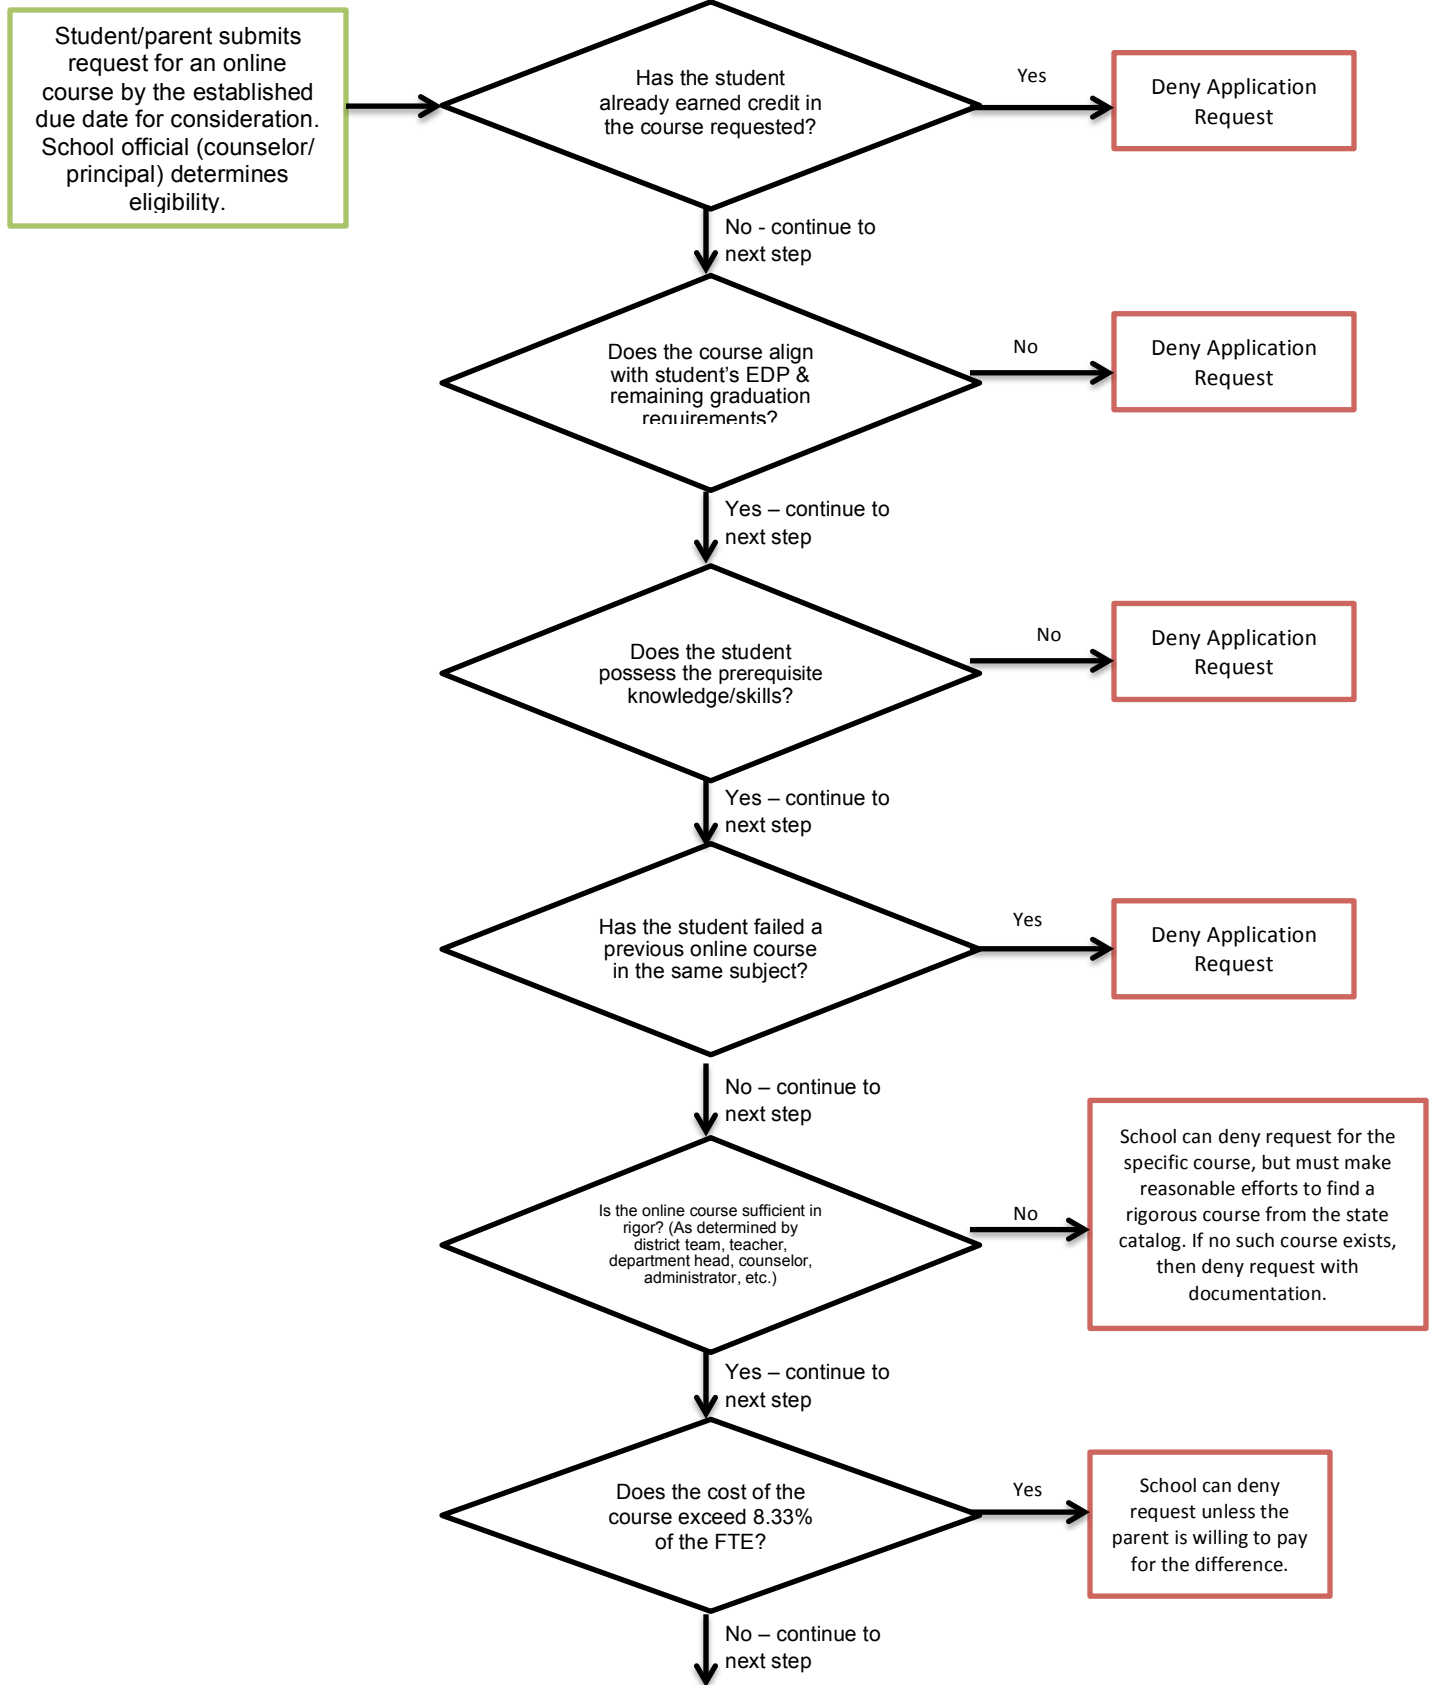 Student/parent submits
request for an online
course by the established
due date for consideration.
School official (counselor/
principal) determines
eligibility.
Has the student
already earned credit in
the course requested?
Yes
Deny Application
Request
No - continue to
next step
Does the course align
with student's EDP &
remaining graduation
requirements?
No
Deny Application
Request
Yes – continue to
next step
Does the student
possess the prerequisite
knowledge/skills?
No
Deny Application
Request
Yes – continue to
next step
Has the student failed a
previous online course
in the same subject?
Yes
Deny Application
Request
No – continue to
next step
Is the online course sufficient in
rigor? (As determined by
district team, teacher,
department head, counselor,
administrator, etc.)
No
School can deny request for the
specific course, but must make
reasonable efforts to find a
rigorous course from the state
catalog. If no such course exists,
then deny request with
documentation.
Yes – continue to
next step
Does the cost of the
course exceed 8.33%
of the FTE?
Yes
School can deny
request unless the
parent is willing to pay
for the difference.
No – continue to
next step